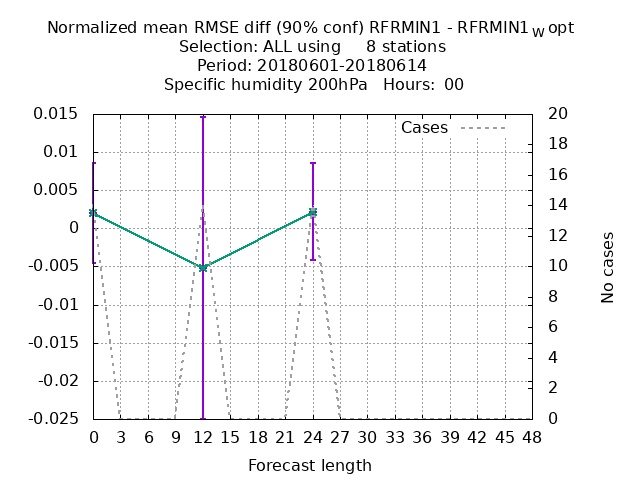 Normalized mean RMSE diff (90% conf) RFRMIN1 - RFRMIN1W opt
Selection: ALL using     8 stations
Period: 20180601-20180614
Specific humidity 200hPa   Hours:  00
Cases
0.015
0.01
0.005
0
-0.005
-0.01
-0.015
-0.02
-0.025
20
18
16
14
12
10
8
6
4
2
0
No cases
0 3 6 9 12 15 18 21 24 27 30 33 36 39 42 45 48
Forecast length